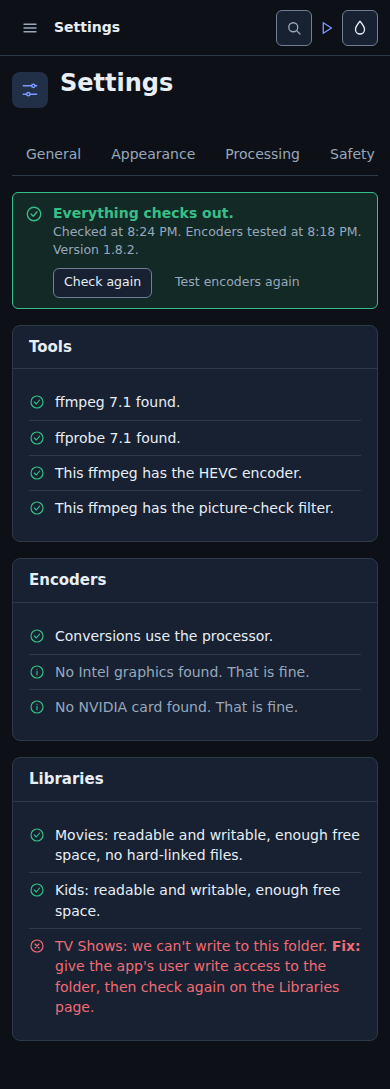 Settings
Settings
General Appearance Processing Safety
Everything checks out.
Checked at 8:24 PM. Encoders tested at 8:18 PM.
Version 1.8.2.
Check again Test encoders again
Tools
ffmpeg 7.1 found.
ffprobe 7.1 found.
This ffmpeg has the HEVC encoder.
This ffmpeg has the picture-check filter.
Encoders
Conversions use the processor.
No Intel graphics found. That is fine.
No NVIDIA card found. That is fine.
Libraries
Movies: readable and writable, enough free
space, no hard-linked files.
Kids: readable and writable, enough free
space.
TV Shows: we can't write to this folder. Fix:
give the app's user write access to the
folder, then check again on the Libraries
page.